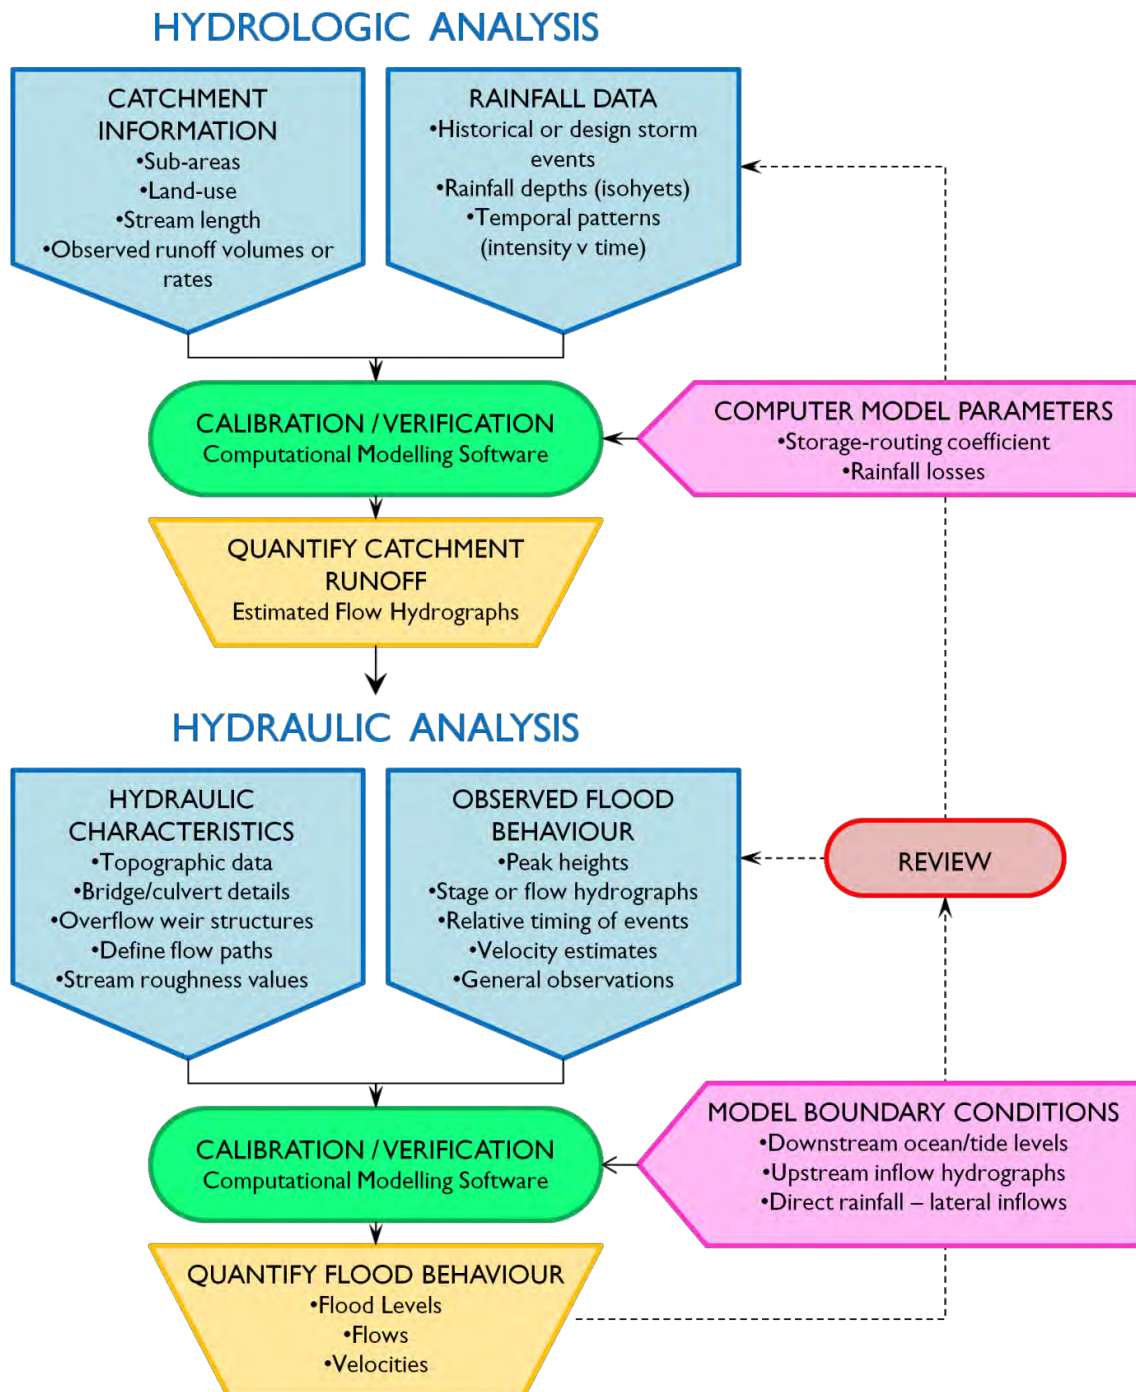 HYDROLOGIC ANALYSIS
CATCHMENT
INFORMATION
•Sub-areas
•Land-use
•Stream length
•Observed runoff volumes or
rates
RAINFALL DATA
•Historical or design storm
events
•Rainfall depths (isohyets)
•Temporal patterns
(intensity v time)
CALIBRATION / VERIFICATION
Computational Modelling Software
COMPUTER MODEL PARAMETERS
•Storage-routing coefficient
•Rainfall losses
QUANTIFY CATCHMENT
RUNOFF
Estimated Flow Hydrographs
HYDRAULIC ANALYSIS
HYDRAULIC
CHARACTERISTICS
•Topographic data
•Bridge/culvert details
•Overflow weir structures
•Define flow paths
•Stream roughness values
OBSERVED FLOOD
BEHAVIOUR
•Peak heights
•Stage or flow hydrographs
•Relative timing of events
•Velocity estimates
•General observations
REVIEW
CALIBRATION / VERIFICATION
Computational Modelling Software
MODEL BOUNDARY CONDITIONS
•Downstream ocean/tide levels
•Upstream inflow hydrographs
•Direct rainfall – lateral inflows
QUANTIFY FLOOD BEHAVIOUR
•Flood Levels
•Flows
•Velocities